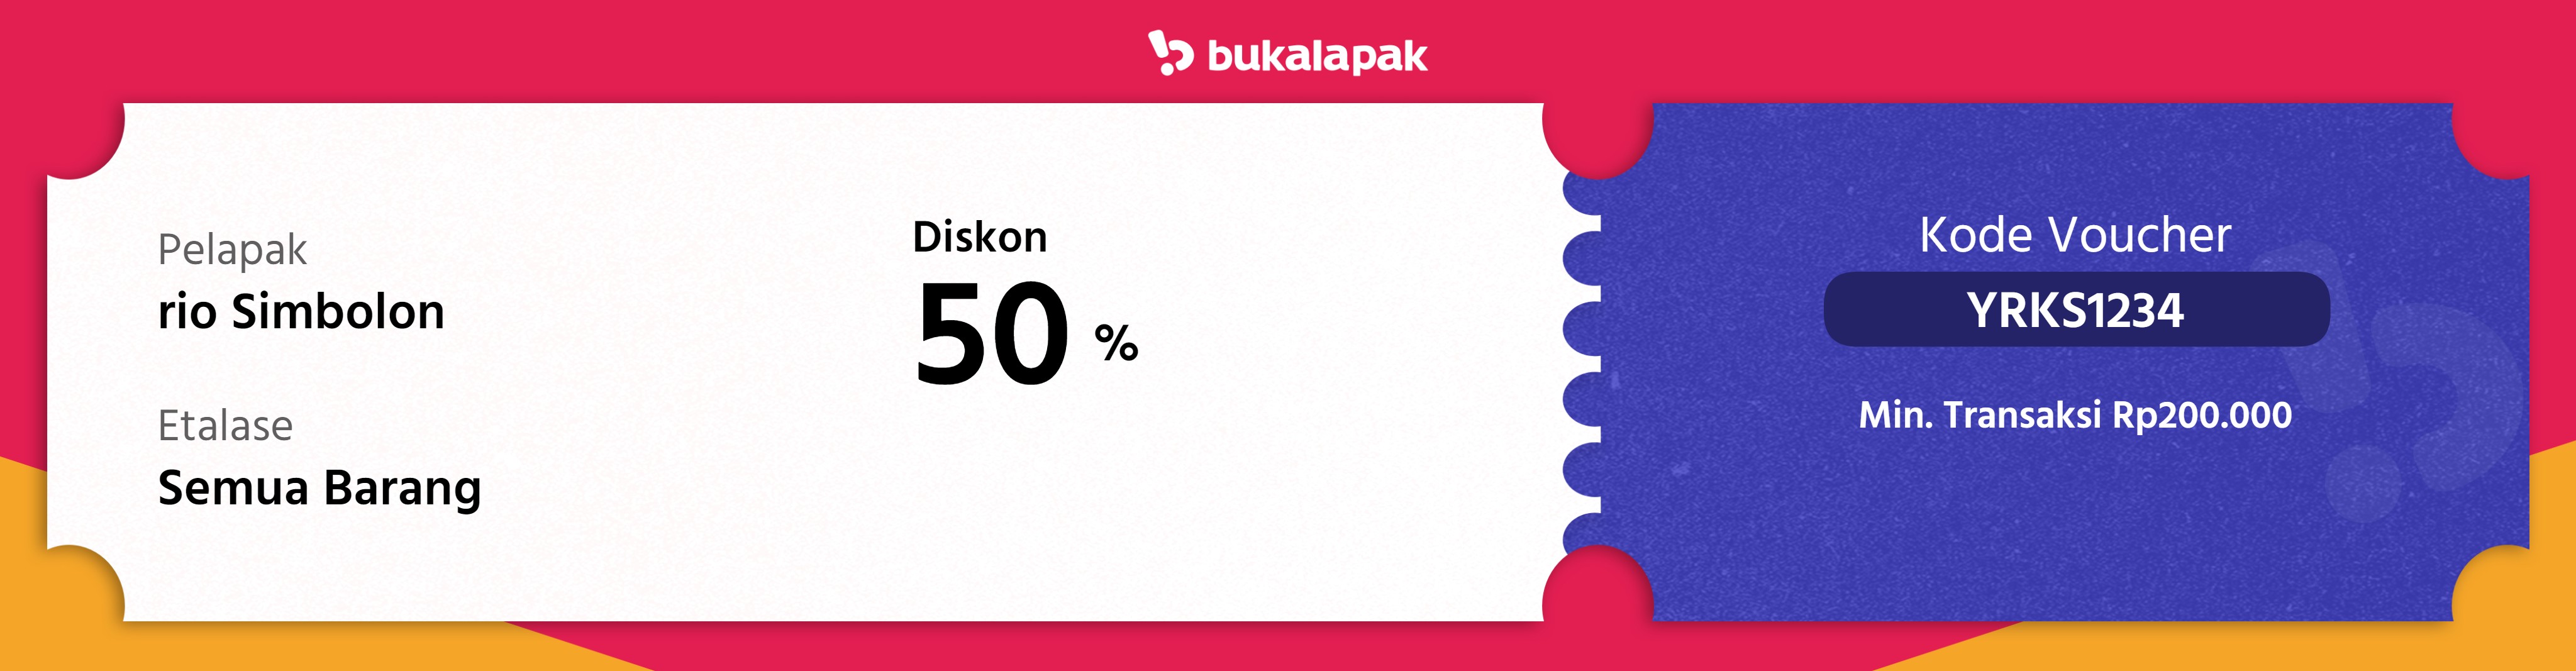 bukalapak
Pelapak
rio Simbolon
Etalase
Semua Barang
Diskon
50 %
Kode Voucher
YRKS1234
Min. Transaksi Rp200.000